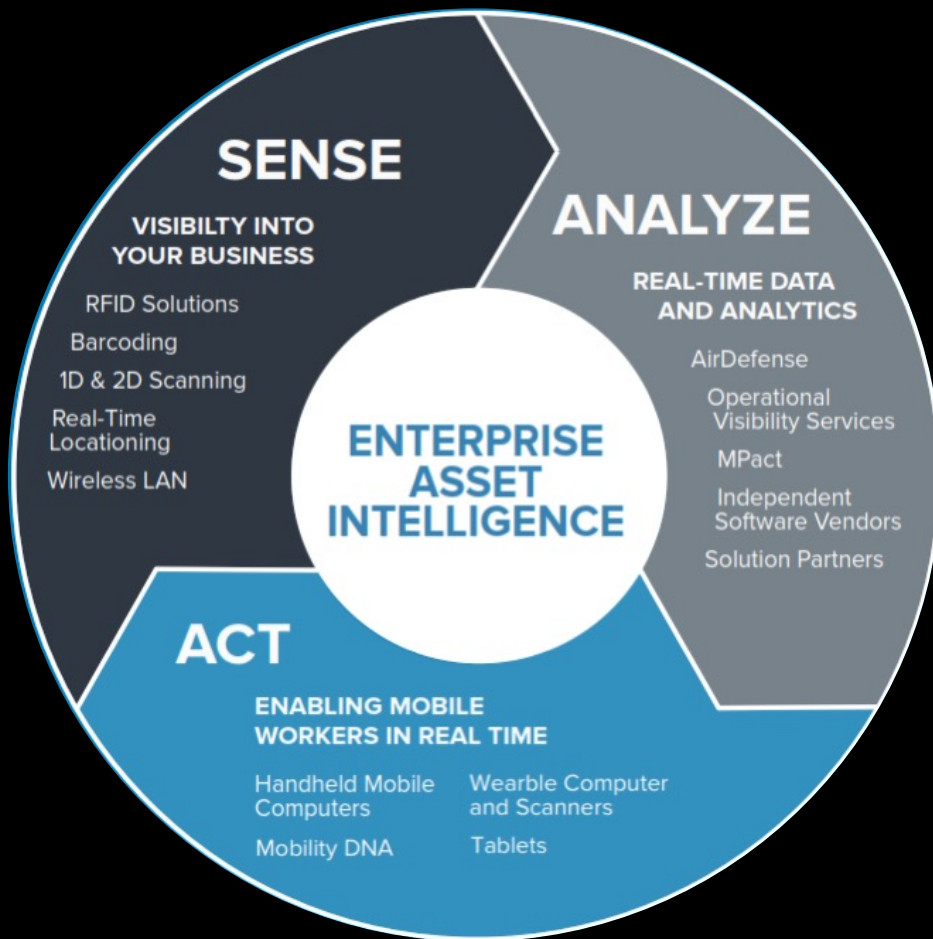 SENSE
VISIBILTY INTO
YOUR BUSINESS
RFID Solutions
Barcoding
1D & 2D Scanning
Real-Time
Locationing
Wireless LAN
ANALYZE
REAL-TIME DATA
AND ANALYTICS
AirDefense
Operational
Visibility Services
MPact
Independent
Software Vendors
Solution Partners
ENTERPRISE
ASSET
INTELLIGENCE
ACT
ENABLING MOBILE
WORKERS IN REAL TIME
Handheld Mobile
Computers
Mobility DNA
Wearble Computer
and Scanners
Tablets